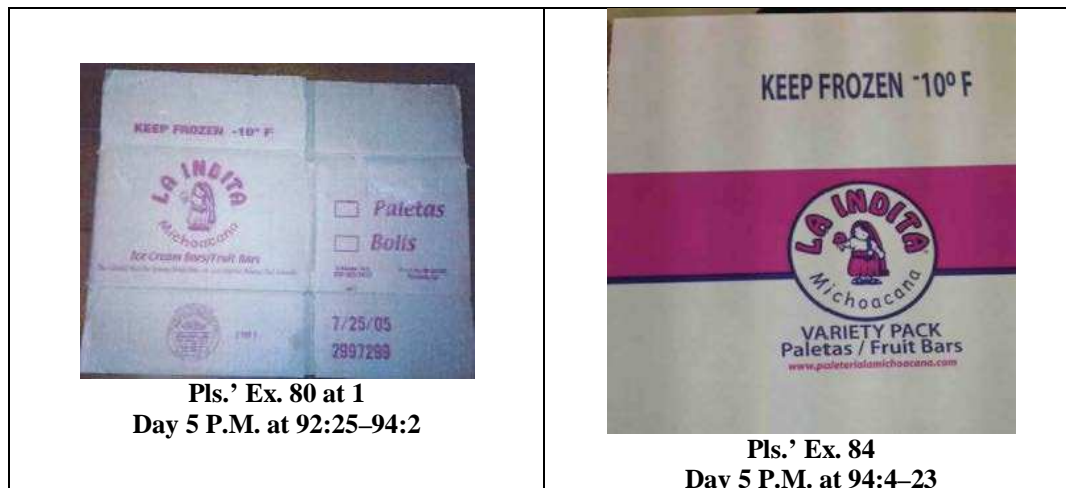 KEEP FROZEN -10° F
LA INDITA
Michoacana
Ice Cream Bars/Fruit Bars
Paletas
Bolis
7/25/05
2997299
Pls.’ Ex. 80 at 1
Day 5 P.M. at 92:25–94:2
KEEP FROZEN -10º F
LA INDITA
Michoacana
VARIETY PACK
Paletas / Fruit Bars
www.paleterialamichoacana.com
Pls.’ Ex. 84
Day 5 P.M. at 94:4–23